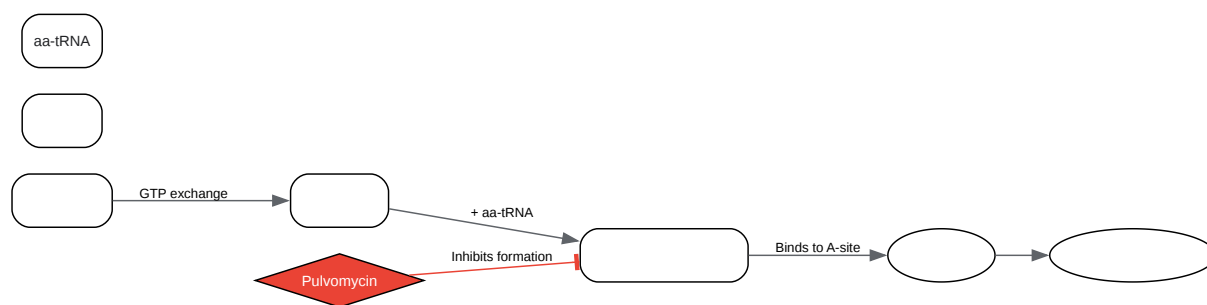 aa-tRNA
GTP exchange
+ aa-tRNA
Inhibits formation
Binds to A-site
Pulvomycin